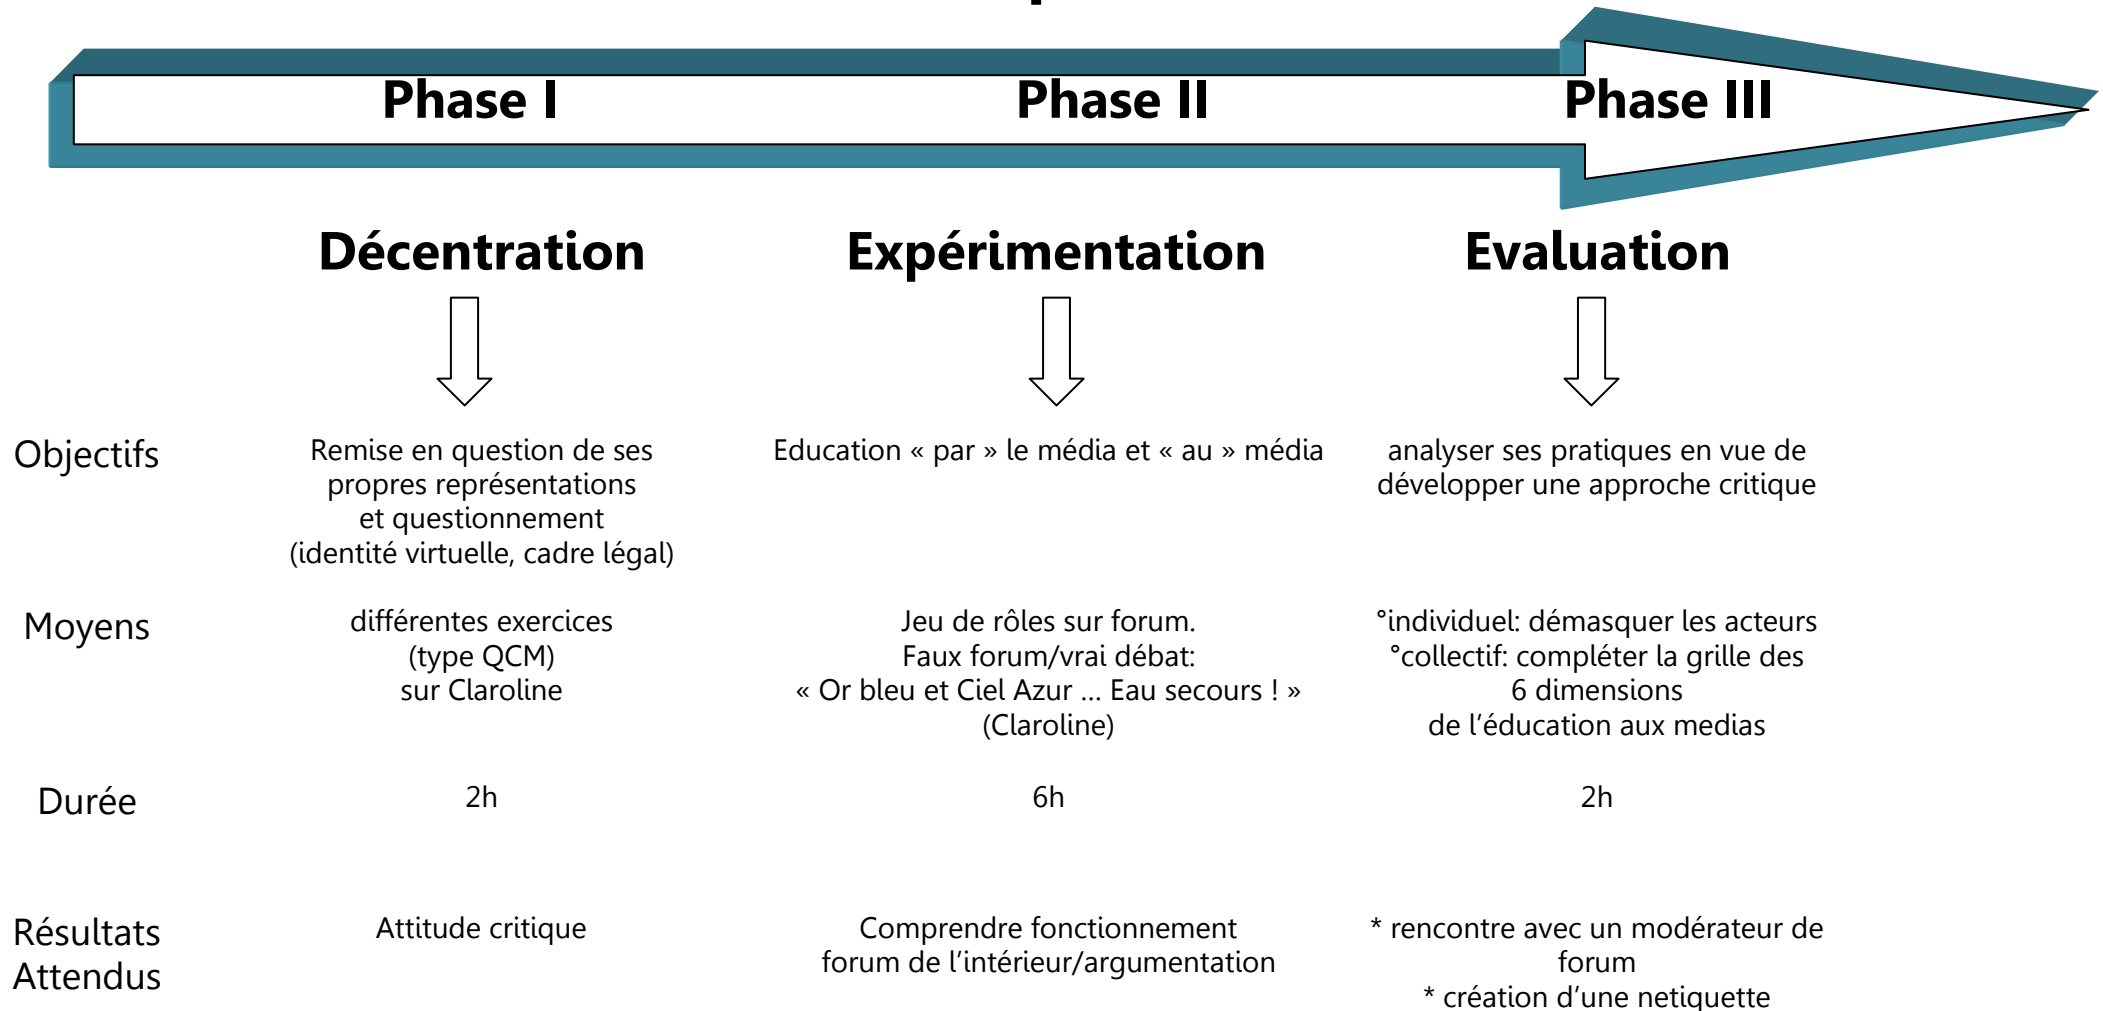 Phase I
Phase II
Phase III
Décentration
Expérimentation
Evaluation
Objectifs
Remise en question de ses
propres représentations
et questionnement
(identité virtuelle, cadre légal)
Education « par » le média et « au » média
analyser ses pratiques en vue de
développer une approche critique
Moyens
différentes exercices
(type QCM)
sur Claroline
Jeu de rôles sur forum.
Faux forum/vrai débat:
« Or bleu et Ciel Azur ... Eau secours ! »
(Claroline)
°individuel: démasquer les acteurs
°collectif: compléter la grille des
6 dimensions
de l’éducation aux medias
Durée
2h
6h
2h
Résultats
Attendus
Attitude critique
Comprendre fonctionnement
forum de l’intérieur/argumentation
* rencontre avec un modérateur de
forum
* création d’une netiquette